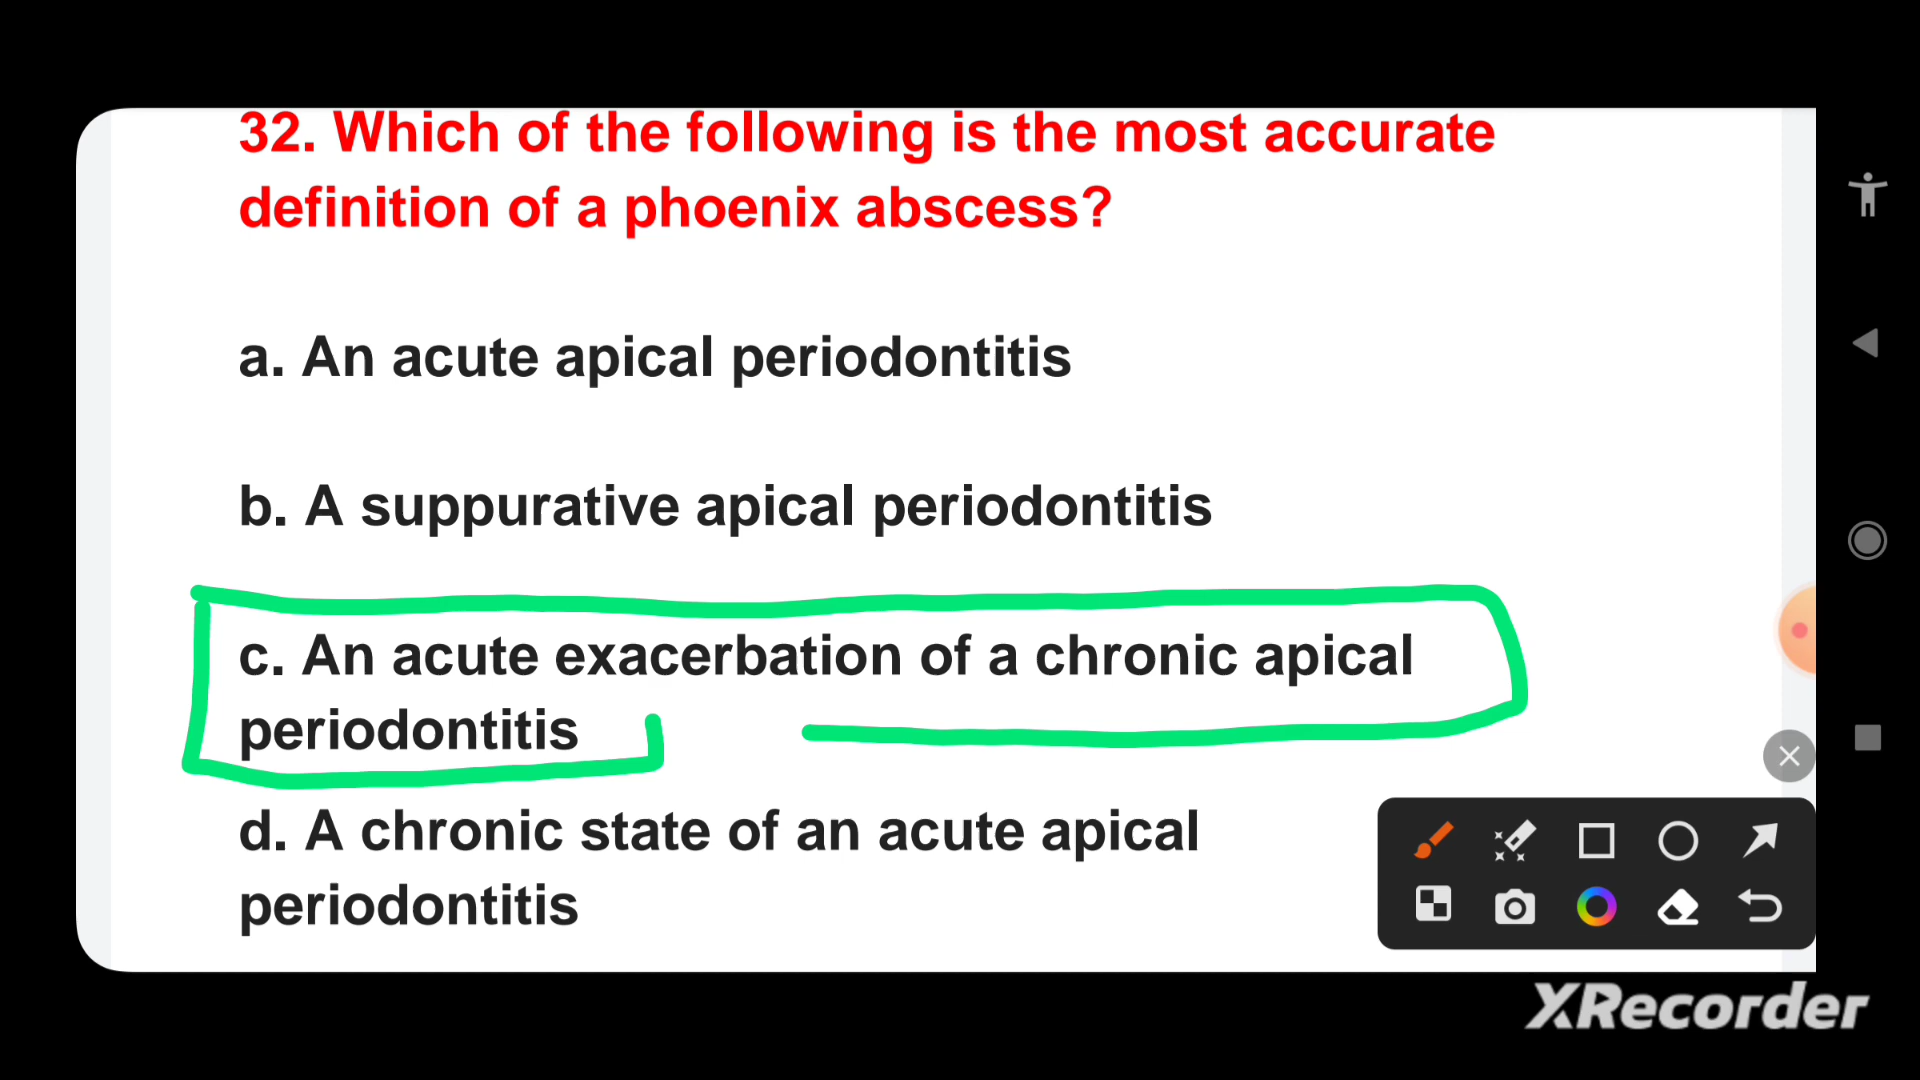 32. Which of the following is the most accurate
definition of a phoenix abscess?
a. An acute apical periodontitis
b. A suppurative apical periodontitis
c. An acute exacerbation of a chronic apical
periodontitis
d. A chronic state of an acute apical
periodontitis
XRecorder